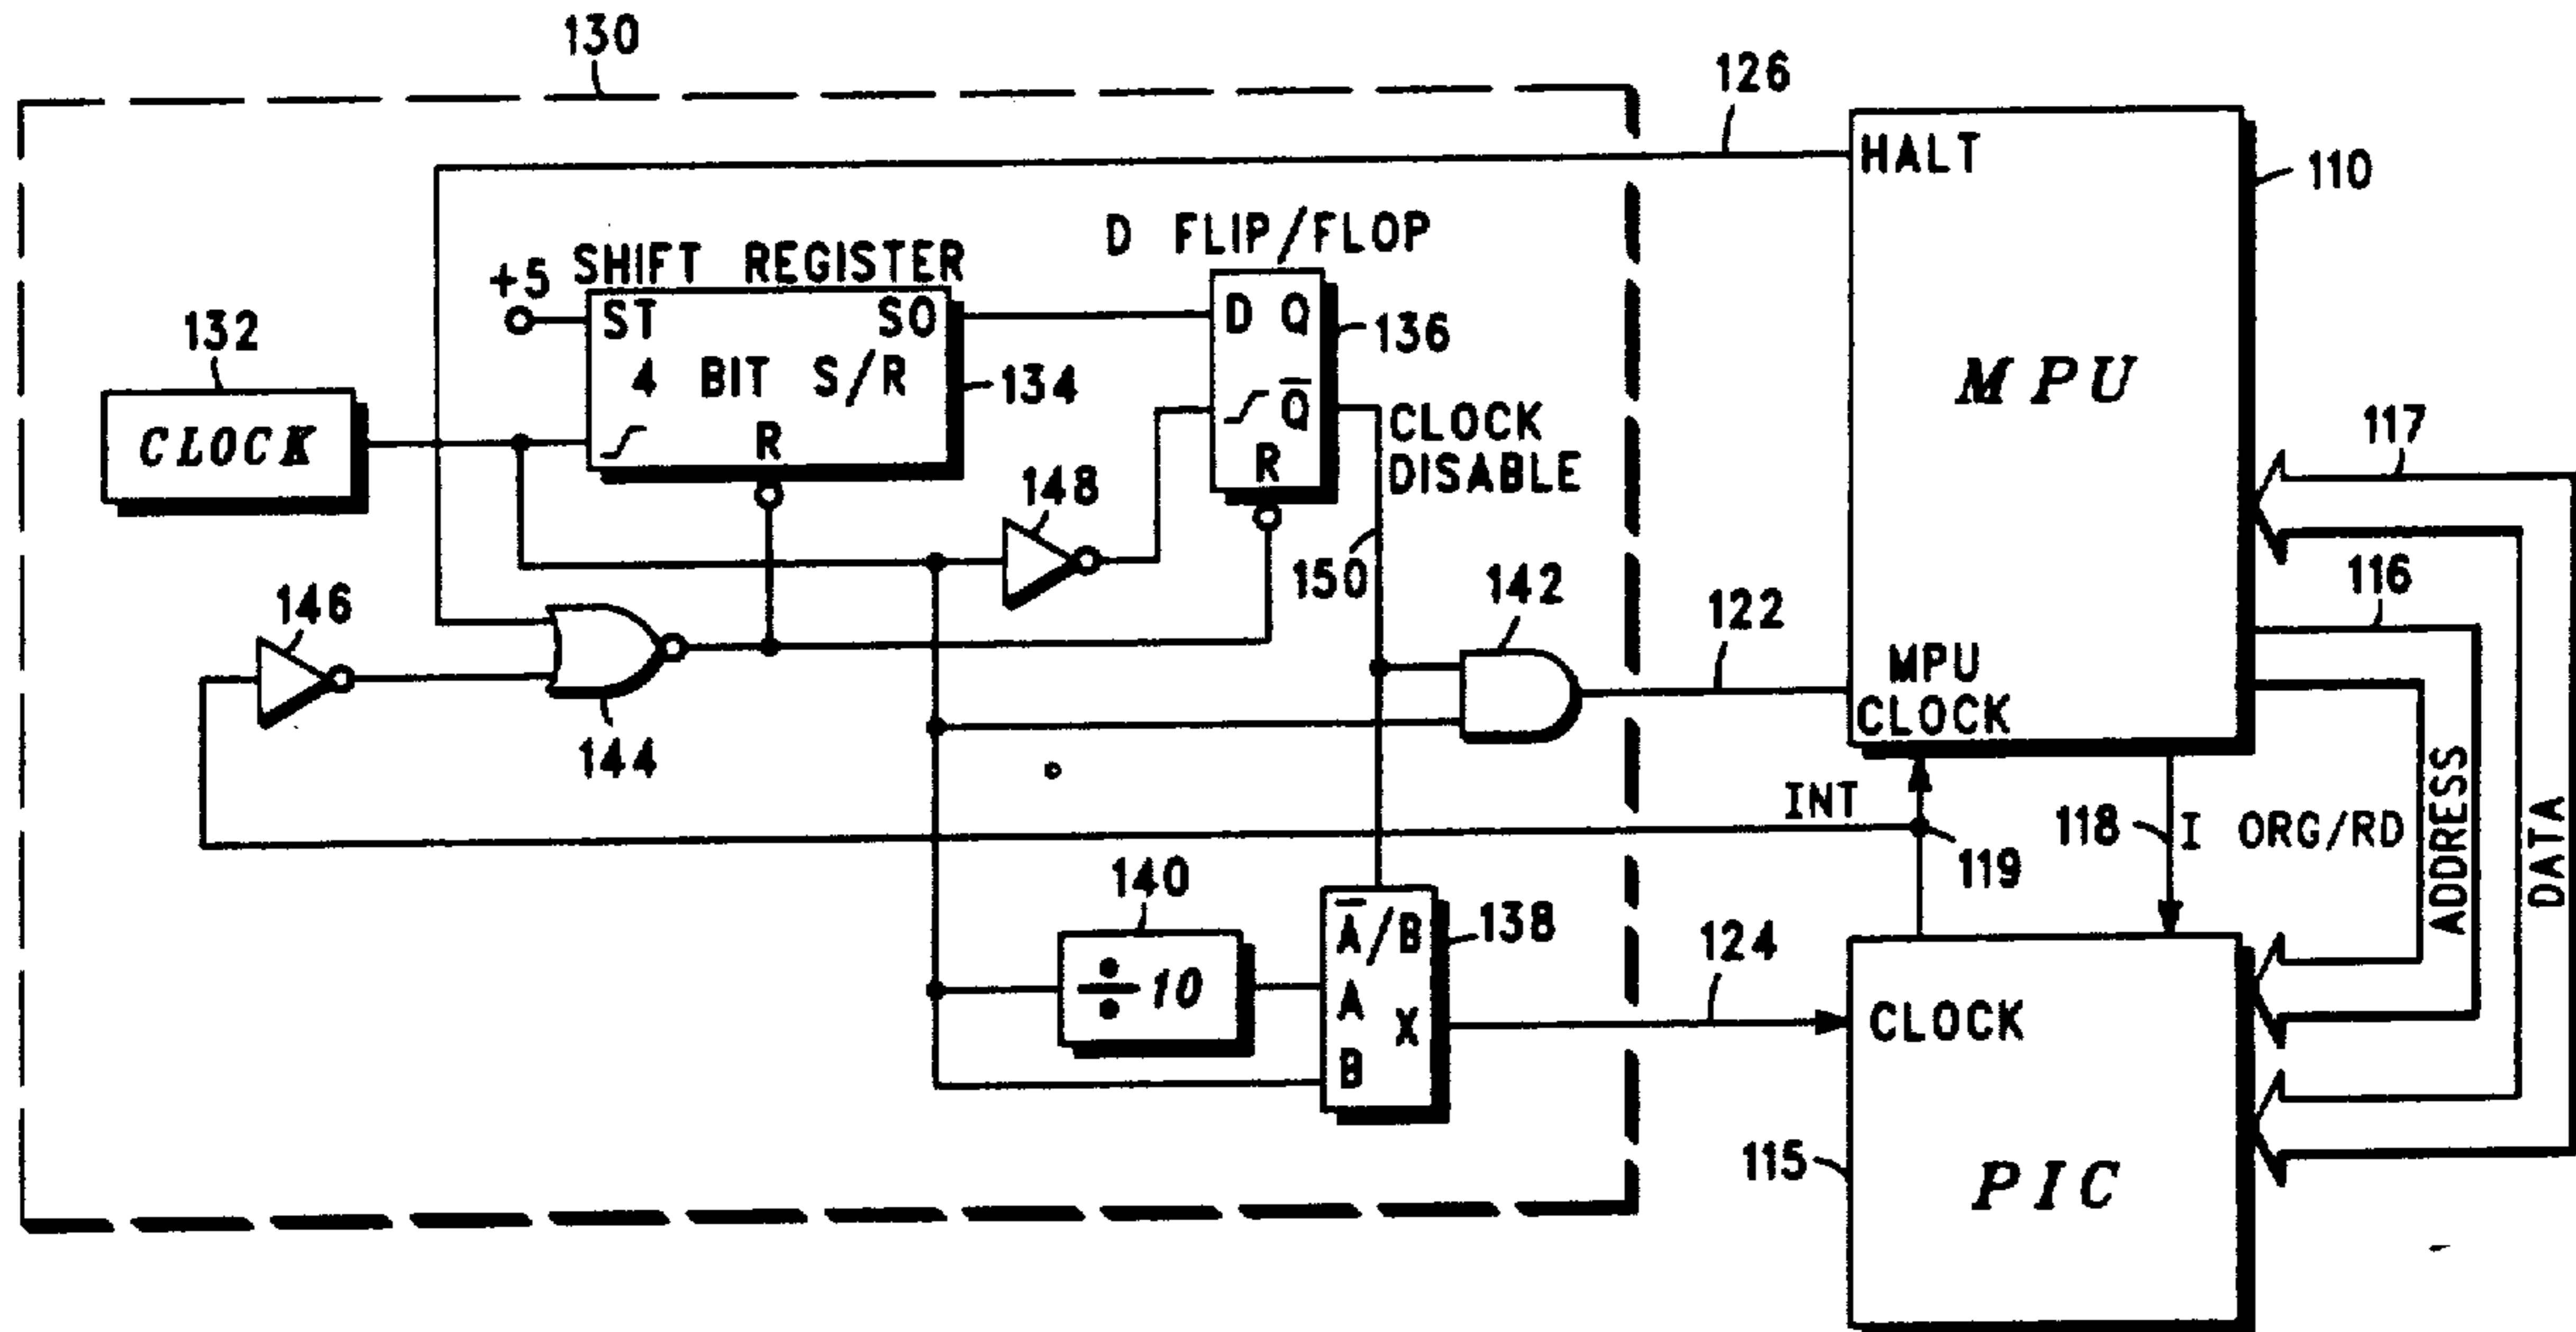 130
126
HALT
110
D FLIP/FLOP
SHIFT REGISTER
+5
ST
SO
D Q
136
132
4 BIT S/R
134
MPU
CLOCK
R
Q̅
CLOCK
DISABLE
R
117
148
150
142
122
116
146
144
MPU
CLOCK
INT
119
118
I ORG/RD
ADDRESS
DATA
140
÷ 10
A̅/B
A
B
X
138
124
CLOCK
115
PIC